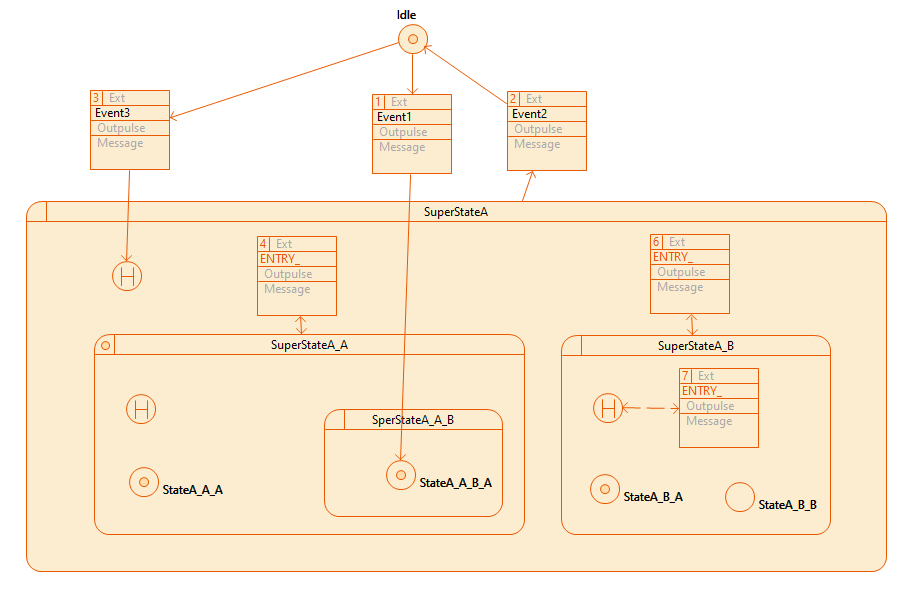 Idle
3 Ext
Event3
Outpulse
Message
1 Ext
Event1
Outpulse
Message
2 Ext
Event2
Outpulse
Message
SuperStateA
H
4 Ext
ENTRY_
Outpulse
Message
6 Ext
ENTRY_
Outpulse
Message
SuperStateA_A
H
SperStateA_A_B
StateA_A_A
StateA_A_B_A
SuperStateA_B
H
7 Ext
ENTRY_
Outpulse
Message
StateA_B_A
StateA_B_B